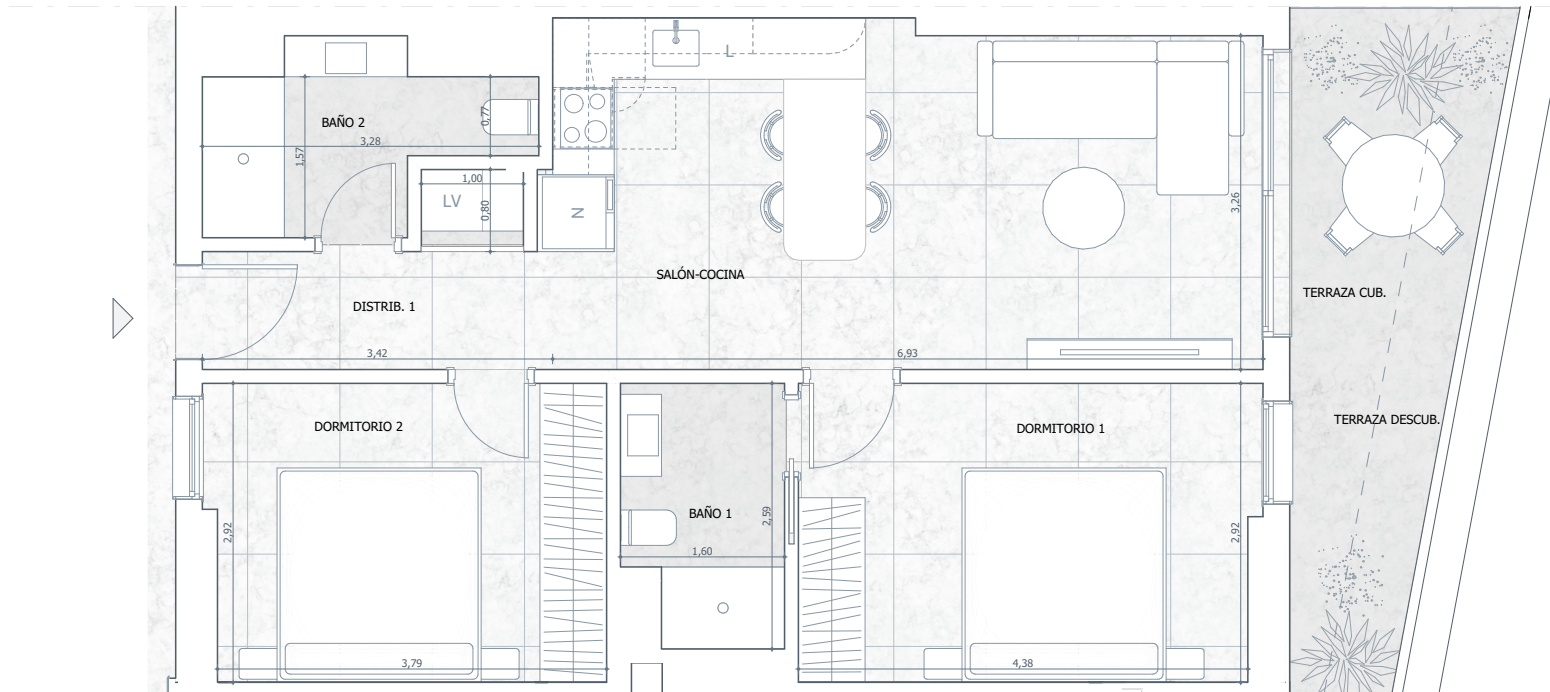 L
BAÑO 2
0,77
3,28
1,57
1,00
LV
0,80
N
3,26
SALÓN-COCINA
TERRAZA CUB.
DISTRIB. 1
3,42
6,93
DORMITORIO 2
DORMITORIO 1
TERRAZA DESCUB.
BAÑO 1
2,59
2,92
2,92
1,60
3,79
4,38